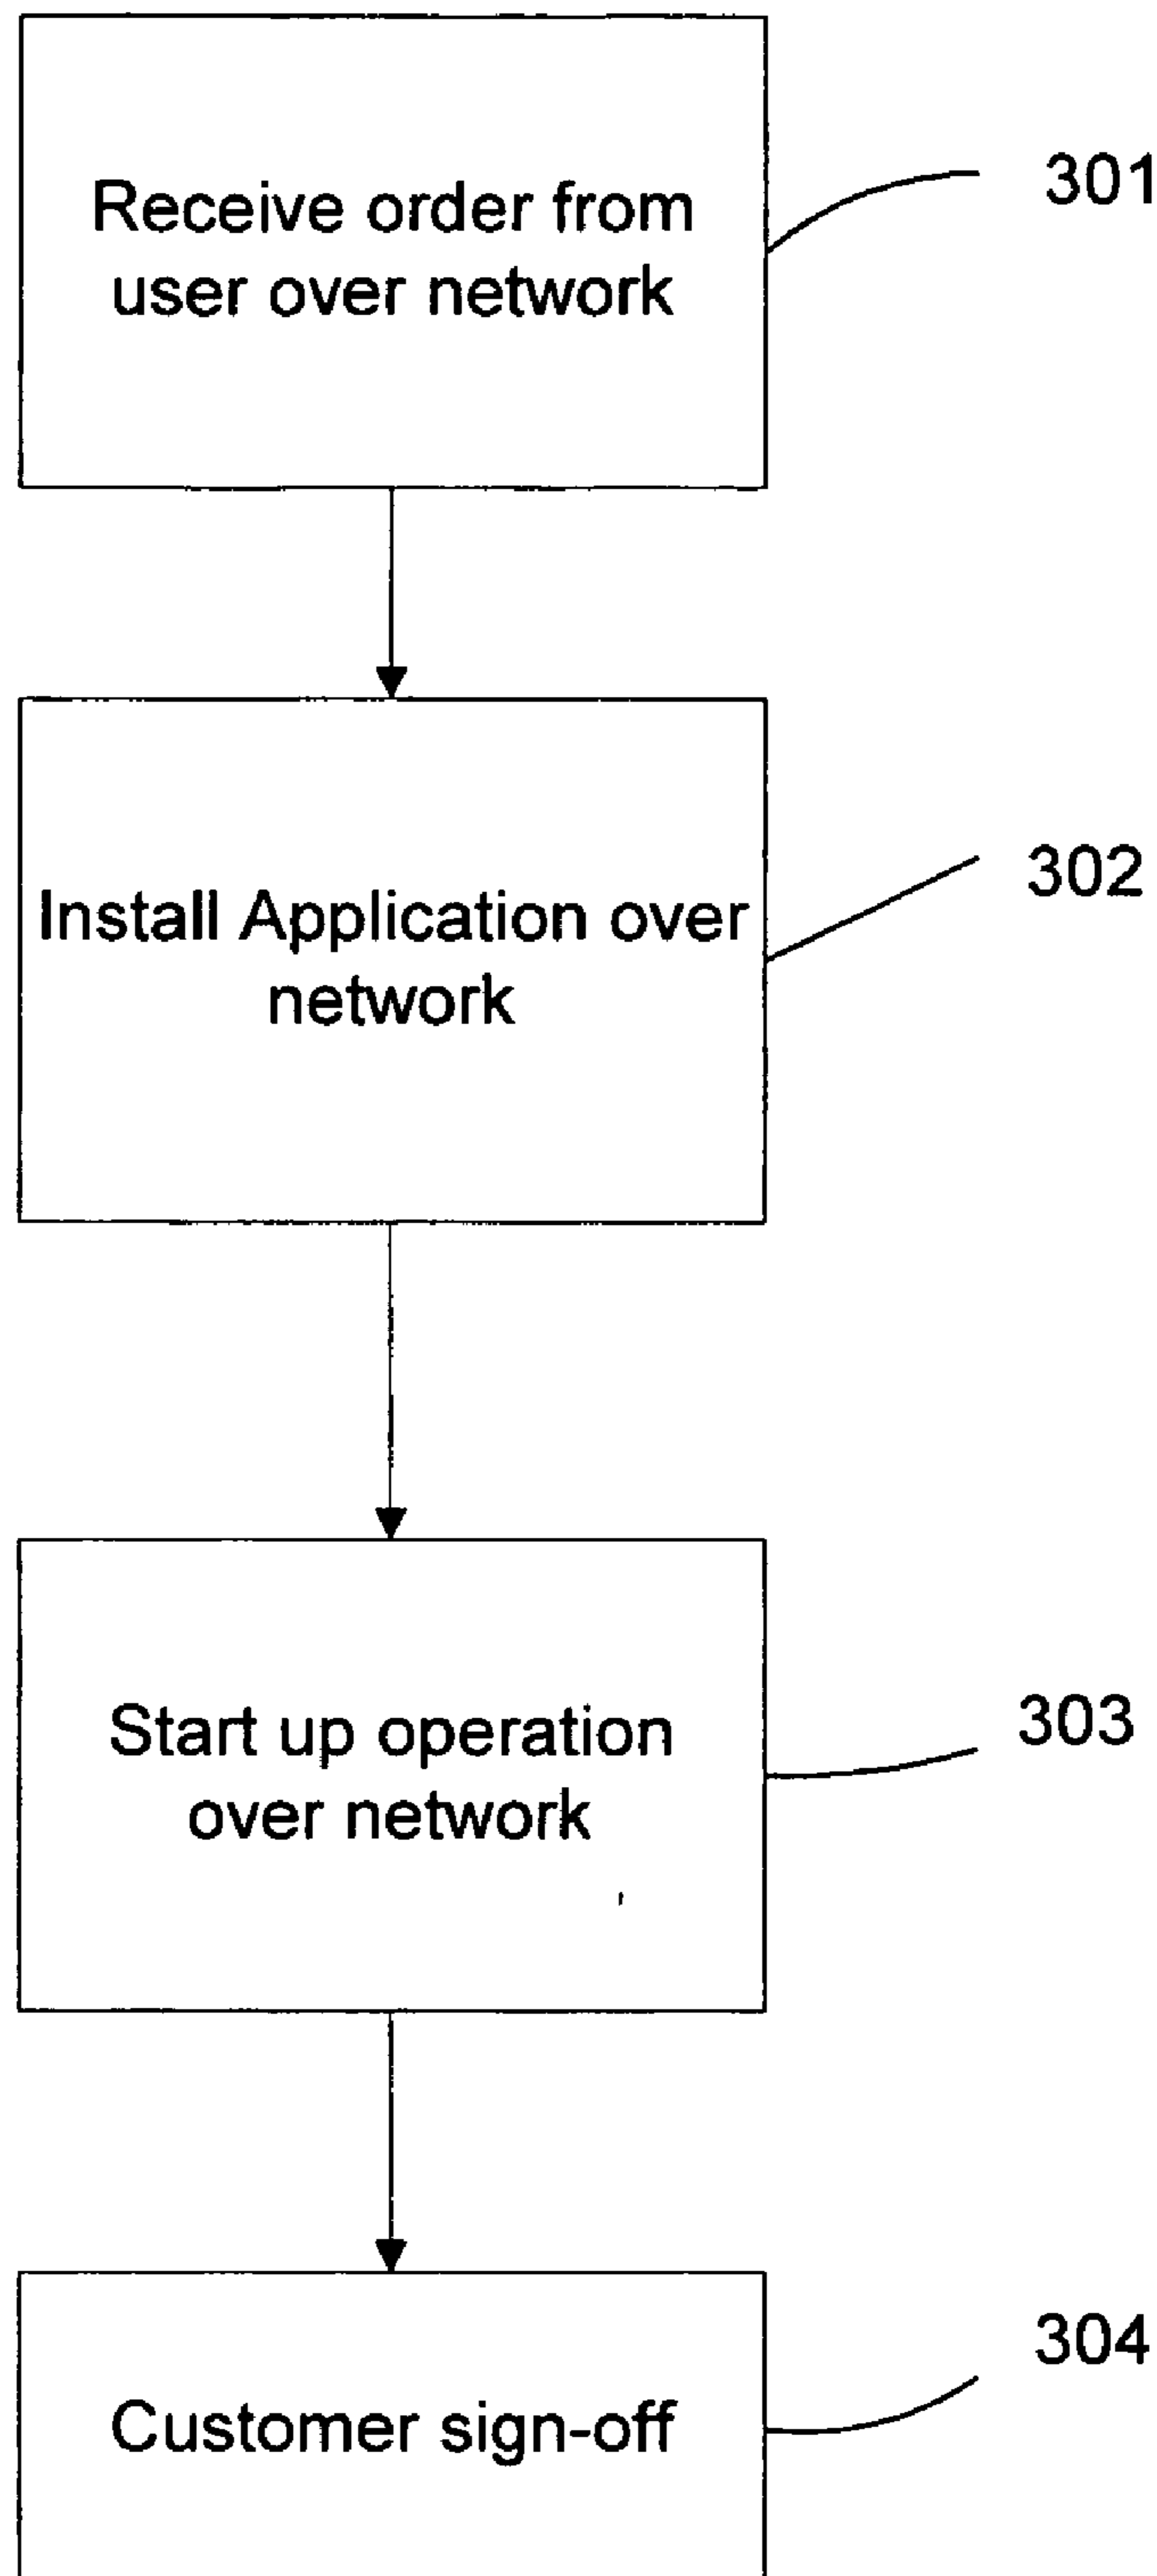 Receive order from
user over network
301
Install Application over
network
302
Start up operation
over network
303
Customer sign-off
304